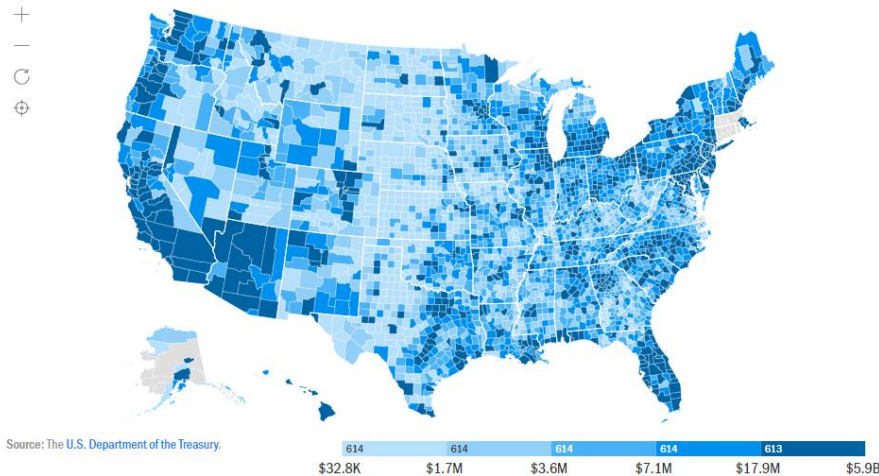 Source: The U.S. Department of the Treasury.
614 614 614 614 613
$32.8K $1.7M $3.6M $7.1M $17.9M $5.9B